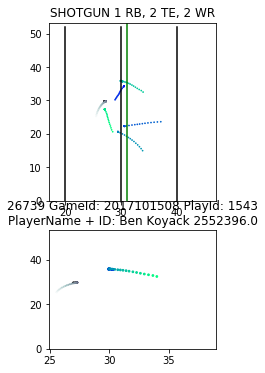 SHOTGUN 1 RB, 2 TE, 2 WR
50
40
30
20
10
0
20 30 40
26739 GameId: 2017101508 PlayId: 1543
PlayerName + ID: Ben Koyack 2552396.0
40
20
0
25 30 35